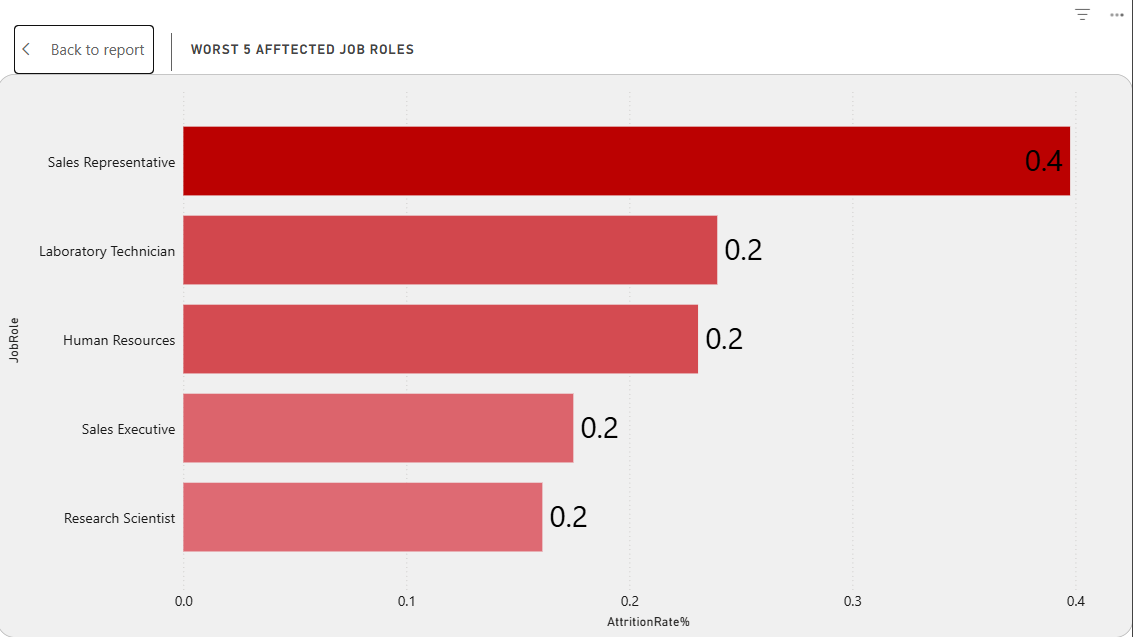 Back to report
WORST 5 AFFTECTED JOB ROLES
JobRole
Sales Representative
0.4
Laboratory Technician
0.2
Human Resources
0.2
Sales Executive
0.2
Research Scientist
0.2
0.0 0.1 0.2 0.3 0.4
AttritionRate%